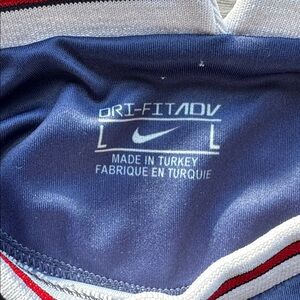 DRI-FIT ADV
L L
MADE IN TURKEY
FABRIQUE EN TURQUIE